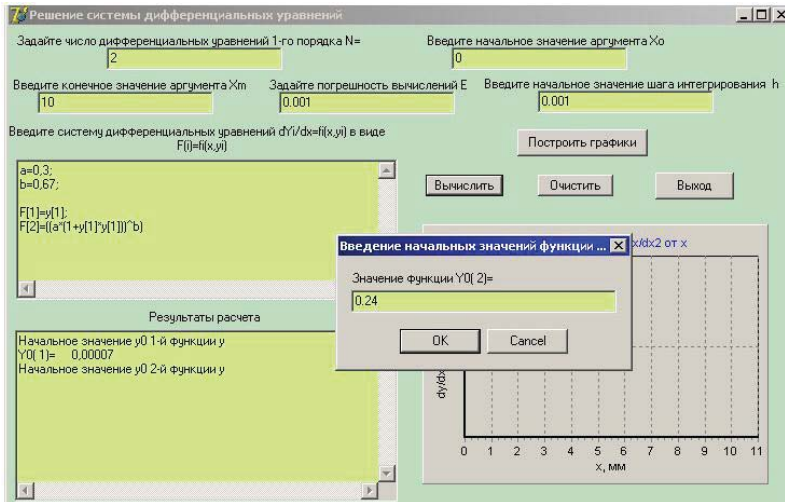 Решение системы дифференциальных уравнений
Задайте число дифференциальных уравнений 1-го порядка N=
2
Введите начальное значение аргумента Xo
0
Введите конечное значение аргумента Xm
10
Задайте погрешность вычислений E
0.001
Введите начальное значение шага интегрирования h
0.001
Введите систему дифференциальных уравнений dYi/dx=fi(x,yi) в виде
F(i)=fi(x,yi)
a=0,3;
b=0,67;
F[1]=y[1];
F[2]=((a*(1+y[1]*y[1]))^b)
Построить графики
Вычислить
Очистить
Выход
Результаты расчета
Начальное значение y0 1-й функции y
Y0( 1)= 0,00007
Начальное значение y0 2-й функции y
Введение начальных значений функции ...
Значение функции Y0( 2)=
0.24
OK
Cancel
x/dx2 от x
dy/dx
0 1 2 3 4 5 6 7 8 9 10 11
x, мм